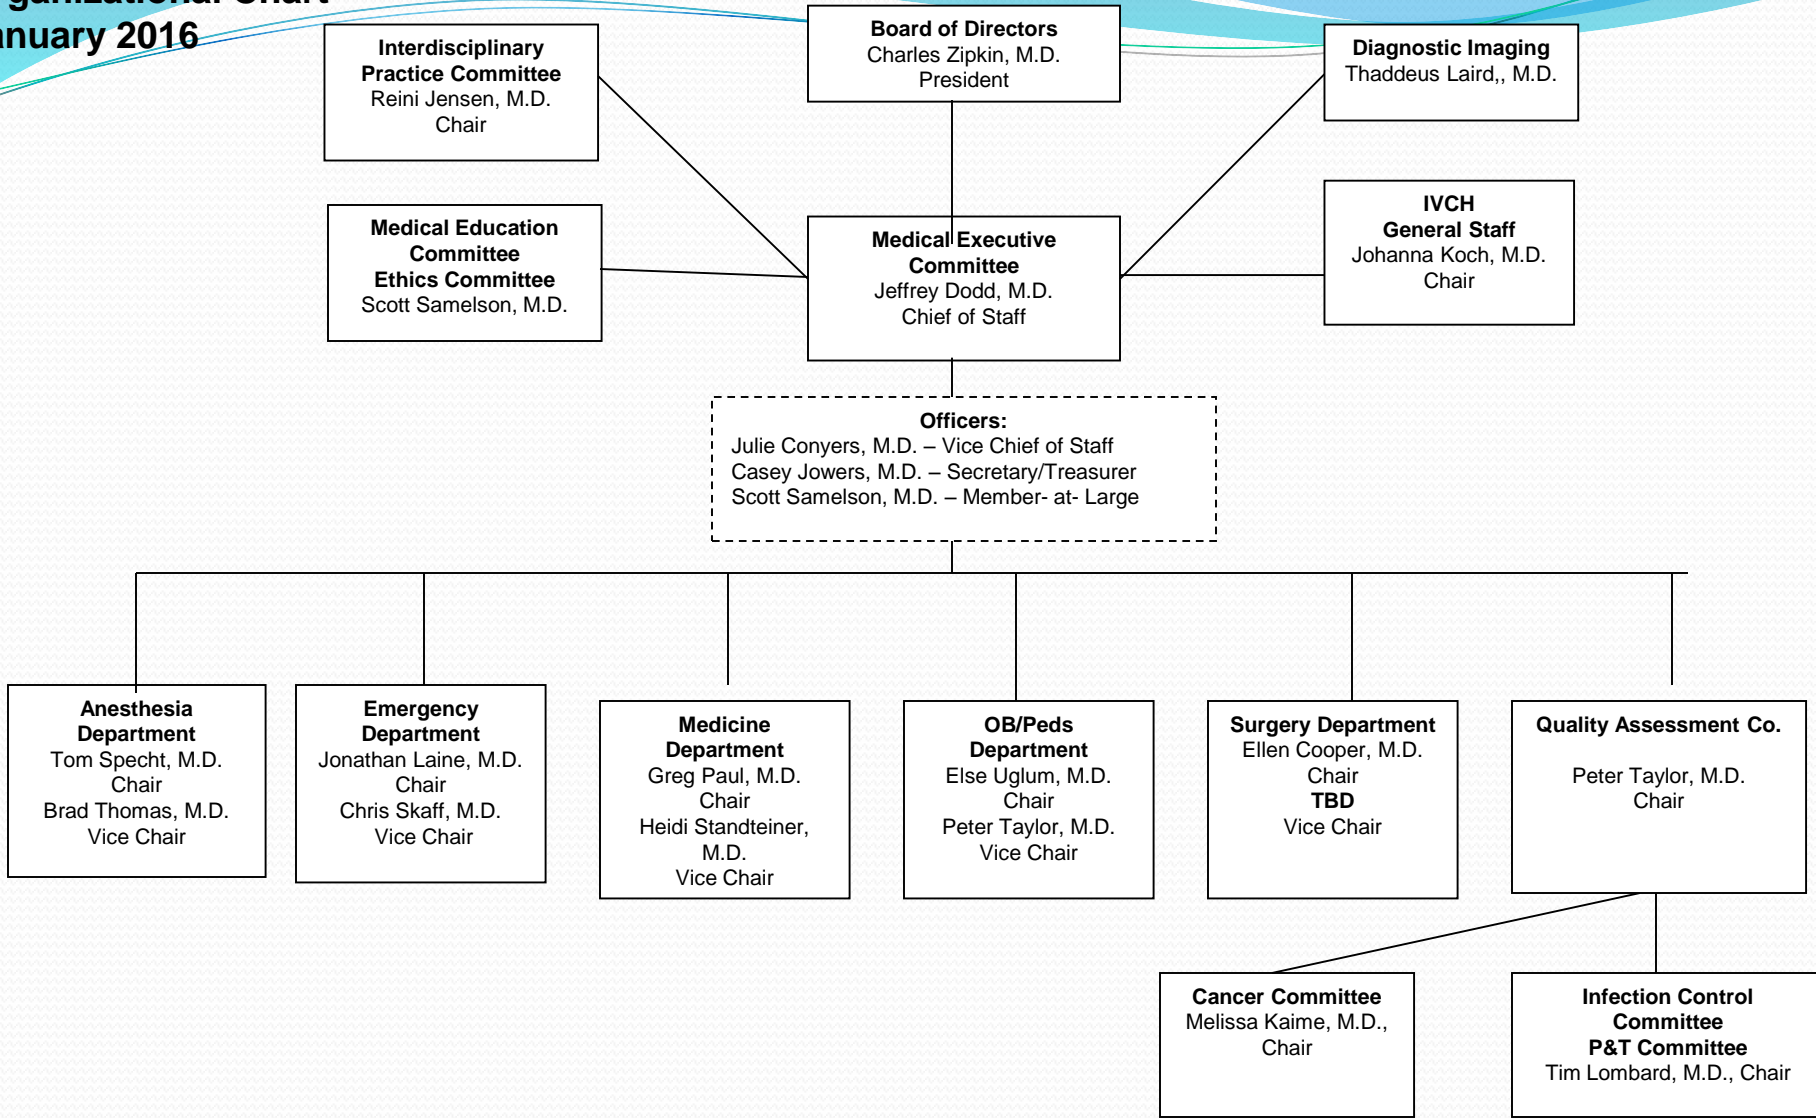 ganizational Chart
anuary 2016
Interdisciplinary
Practice Committee
Reini Jensen, M.D.
Chair
Board of Directors
Charles Zipkin, M.D.
President
Diagnostic Imaging
Thaddeus Laird,, M.D.
Medical Education
Committee
Ethics Committee
Scott Samelson, M.D.
Medical Executive
Committee
Jeffrey Dodd, M.D.
Chief of Staff
IVCH
General Staff
Johanna Koch, M.D.
Chair
Officers:
Julie Conyers, M.D. – Vice Chief of Staff
Casey Jowers, M.D. – Secretary/Treasurer
Scott Samelson, M.D. – Member- at- Large
Anesthesia
Department
Tom Specht, M.D.
Chair
Brad Thomas, M.D.
Vice Chair
Emergency
Department
Jonathan Laine, M.D.
Chair
Chris Skaff, M.D.
Vice Chair
Medicine
Department
Greg Paul, M.D.
Chair
Heidi Standteiner,
M.D.
Vice Chair
OB/Peds
Department
Else Uglum, M.D.
Chair
Peter Taylor, M.D.
Vice Chair
Surgery Department
Ellen Cooper, M.D.
Chair
TBD
Vice Chair
Quality Assessment Co.
Peter Taylor, M.D.
Chair
Cancer Committee
Melissa Kaime, M.D.,
Chair
Infection Control
Committee
P&T Committee
Tim Lombard, M.D., Chair